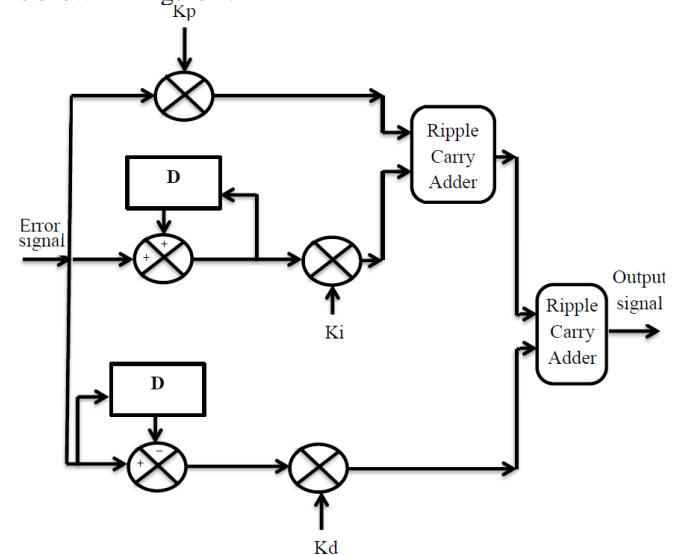 Kp
Ripple
Carry
Adder
D
Error
signal
+
+
Ki
Output
signal
Ripple
Carry
Adder
D
−
+
Kd